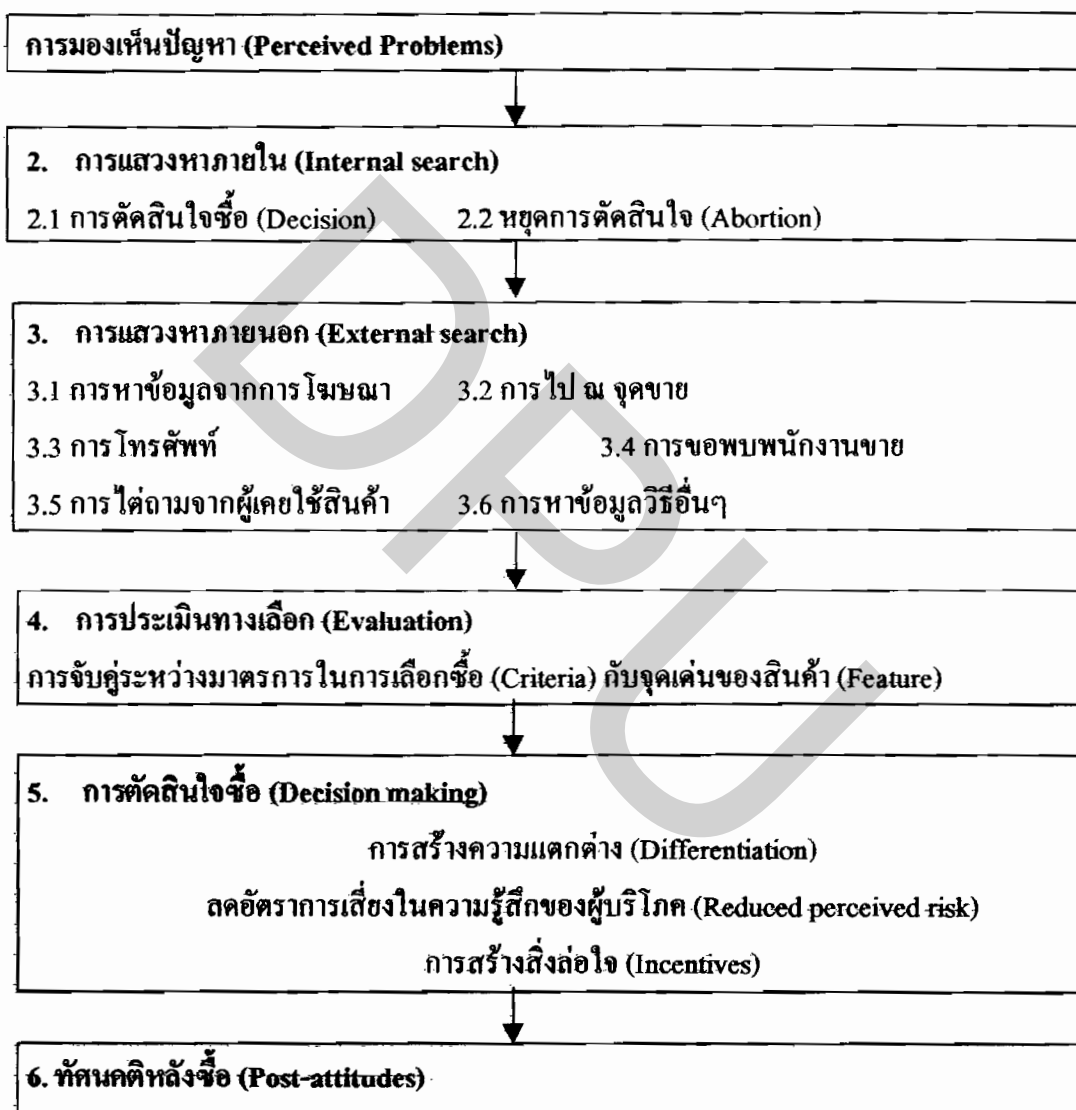 การมองเห็นปัญหา (Perceived Problems)
2. การแสวงหาภายใน (Internal search)
2.1 การตัดสินใจซื้อ (Decision) 2.2 หยุดการตัดสินใจ (Abortion)
3. การแสวงหาภายนอก (External search)
3.1 การหาข้อมูลจากการโฆษณา 3.2 การไป ณ จุดขาย
3.3 การโทรศัพท์ 3.4 การขอพบพนักงานขาย
3.5 การไต่ถามจากผู้เคยใช้สินค้า 3.6 การหาข้อมูลวิธีอื่นๆ
4. การประเมินทางเลือก (Evaluation)
การจับคู่ระหว่างมาตรการในการเลือกซื้อ (Criteria) กับจุดเด่นของสินค้า (Feature)
5. การตัดสินใจซื้อ (Decision making)
การสร้างความแตกต่าง (Differentiation)
ลดอัตราการเสี่ยงในความรู้สึกของผู้บริโภค (Reduced perceived risk)
การสร้างสิ่งล่อใจ (Incentives)
6. ทัศนคติหลังซื้อ (Post-attitudes)
DPU